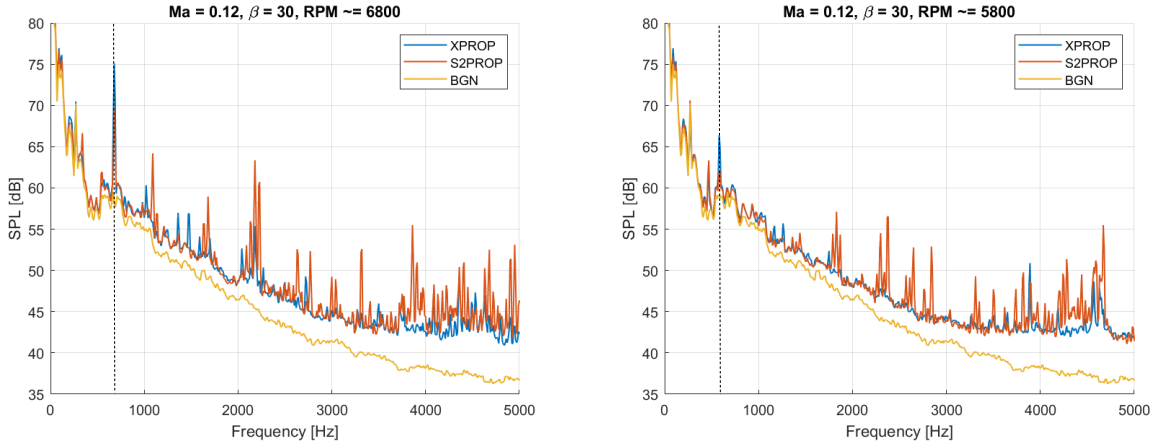 Ma = 0.12, β = 30, RPM ~= 6800
80
75
70
65
60
55
50
45
40
35
SPL [dB]
XPROP
S2PROP
BGN
0 1000 2000 3000 4000 5000
Frequency [Hz]
Ma = 0.12, β = 30, RPM ~= 5800
80
75
70
65
60
55
50
45
40
35
SPL [dB]
XPROP
S2PROP
BGN
0 1000 2000 3000 4000 5000
Frequency [Hz]